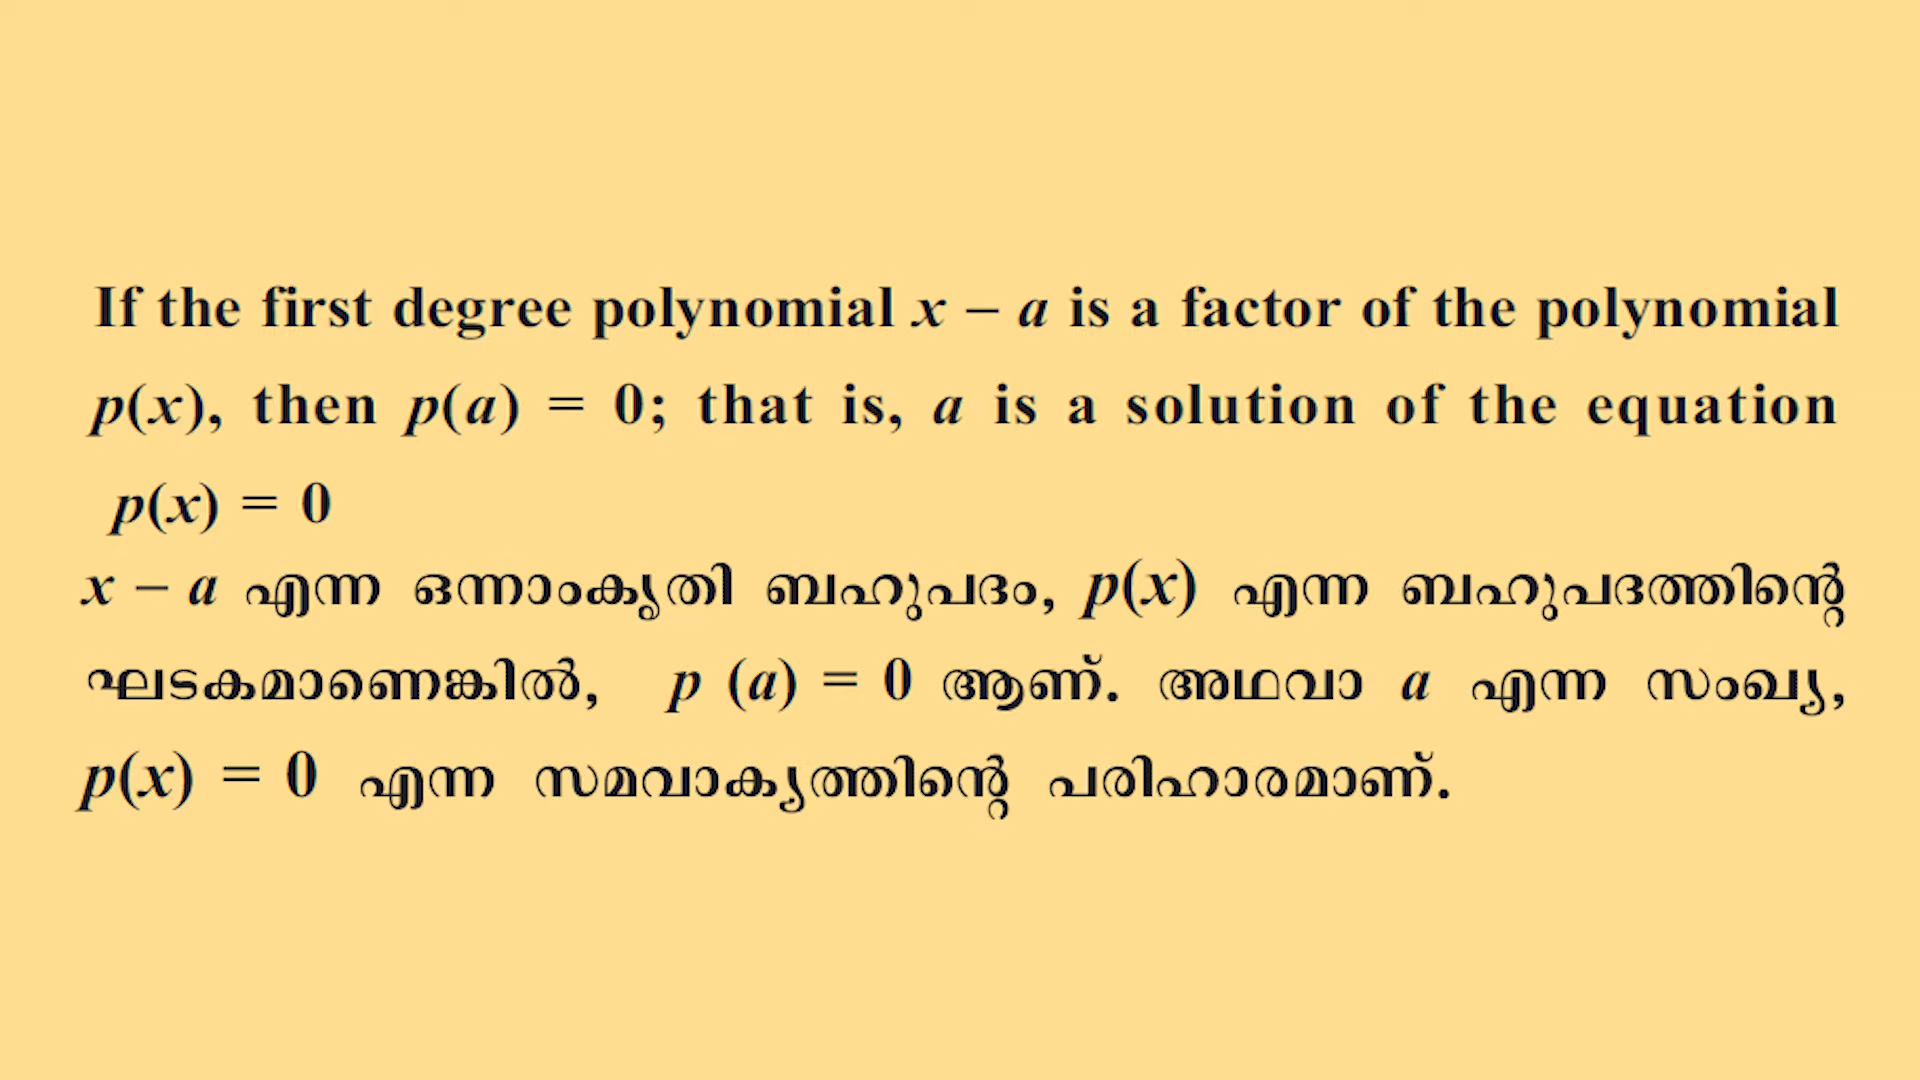 If the first degree polynomial x – a is a factor of the polynomial
p(x), then p(a) = 0; that is, a is a solution of the equation
p(x) = 0
x – a എന്ന ഒന്നാംകൃതി ബഹുപദം, p(x) എന്ന ബഹുപദത്തിന്റെ
ഘടകമാണെങ്കിൽ, p (a) = 0 ആണ്. അഥവാ a എന്ന സംഖ്യ,
p(x) = 0 എന്ന സമവാക്യത്തിന്റെ പരിഹാരമാണ്.